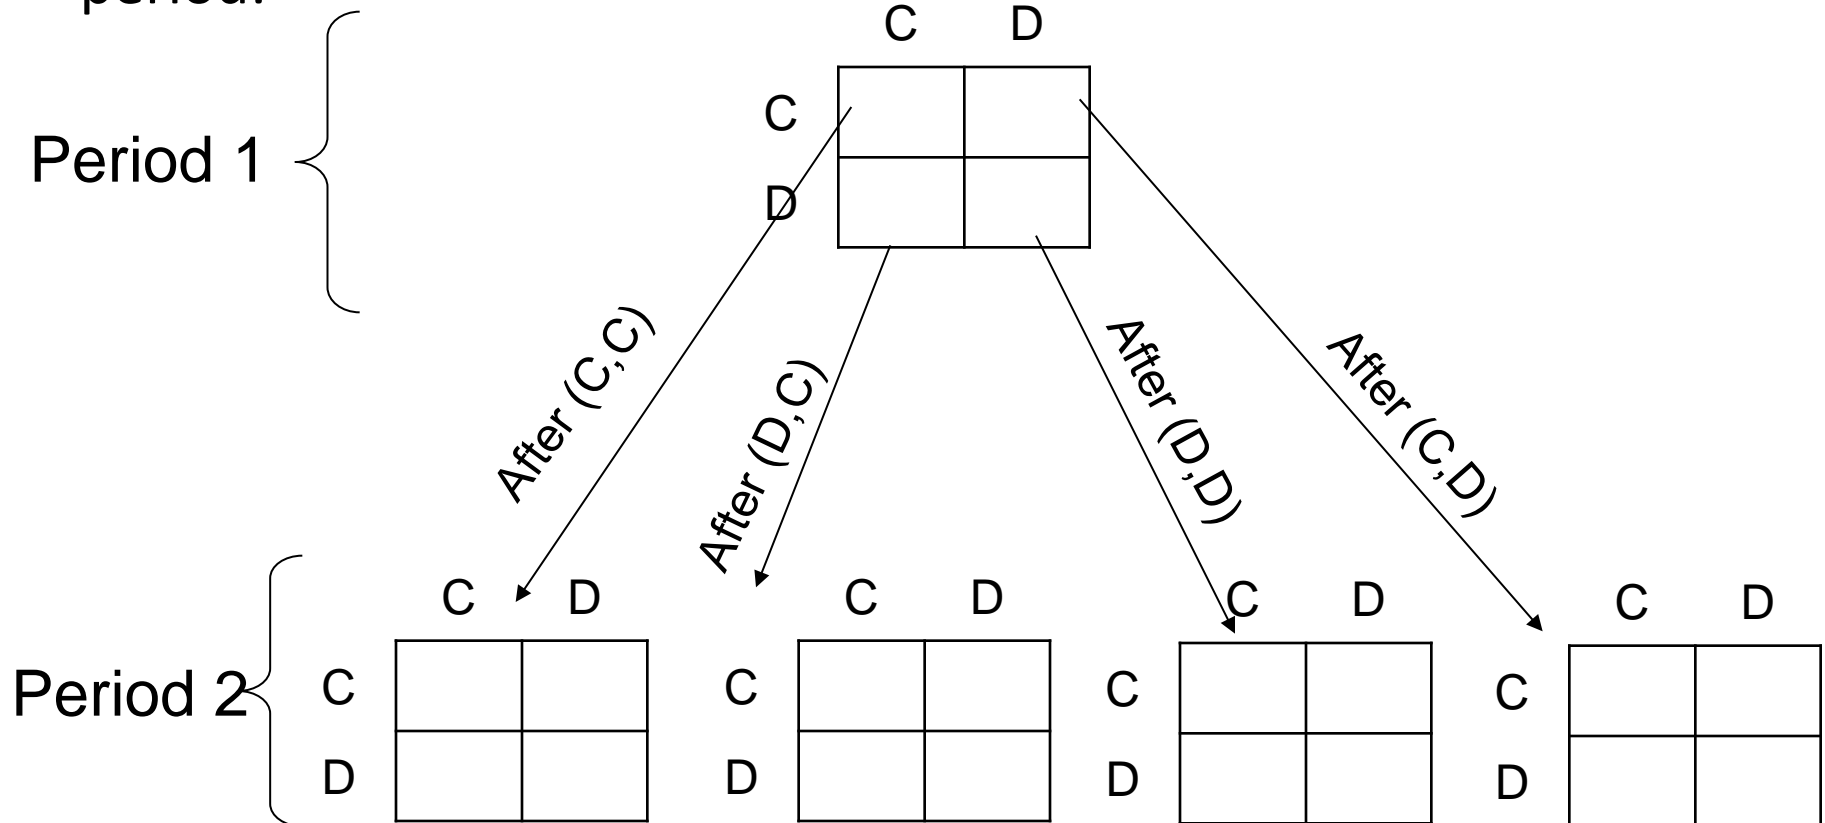 period.
C D
C
Period 1
D
After (C,C)
After (D,C)
After (D,D)
After (C,D)
C D C D C D C D
Period 2 C C C C
D D D D